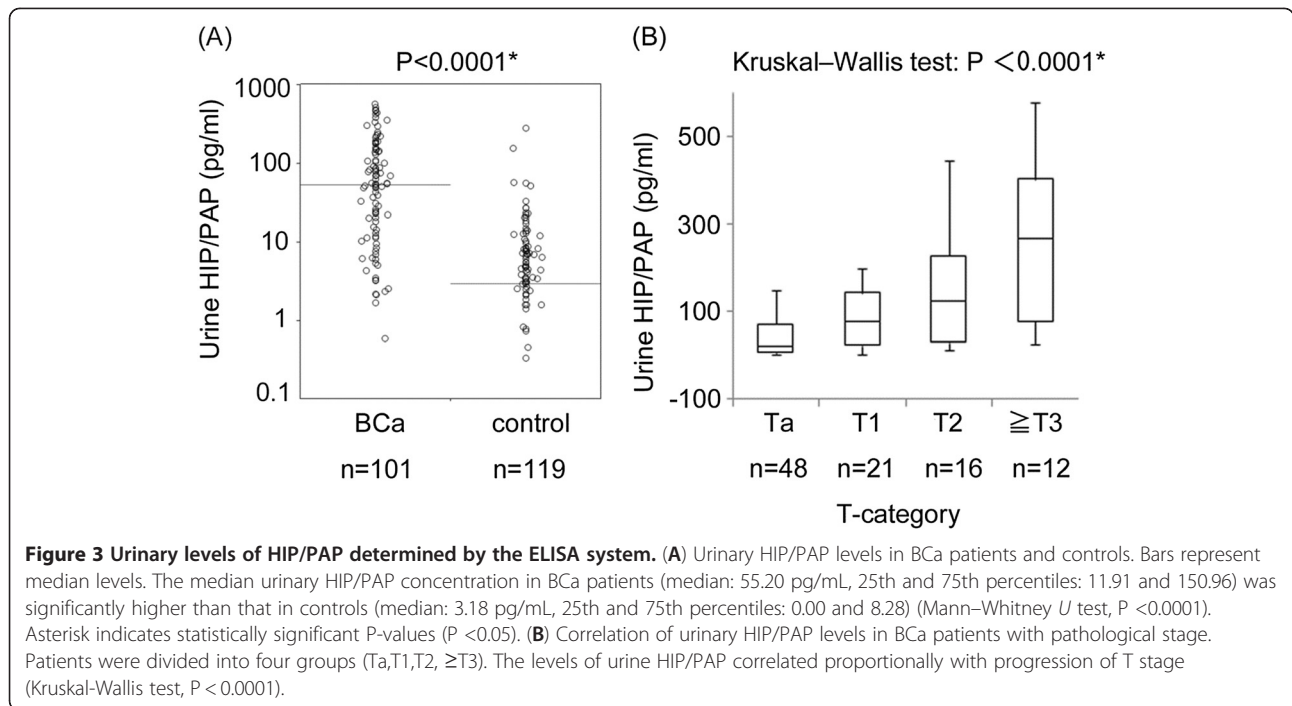 (A)
P<0.0001*
Urine HIP/PAP (pg/ml)
1000
100
10
1
0.1
BCa control
n=101 n=119
(B)
Kruskal–Wallis test: P <0.0001*
Urine HIP/PAP (pg/ml)
500
300
100
-100
Ta T1 T2 ≧T3
n=48 n=21 n=16 n=12
T-category
Figure 3 Urinary levels of HIP/PAP determined by the ELISA system. (A) Urinary HIP/PAP levels in BCa patients and controls. Bars represent
median levels. The median urinary HIP/PAP concentration in BCa patients (median: 55.20 pg/mL, 25th and 75th percentiles: 11.91 and 150.96) was
significantly higher than that in controls (median: 3.18 pg/mL, 25th and 75th percentiles: 0.00 and 8.28) (Mann–Whitney U test, P <0.0001).
Asterisk indicates statistically significant P-values (P <0.05). (B) Correlation of urinary HIP/PAP levels in BCa patients with pathological stage.
Patients were divided into four groups (Ta,T1,T2, ≥T3). The levels of urine HIP/PAP correlated proportionally with progression of T stage
(Kruskal-Wallis test, P < 0.0001).